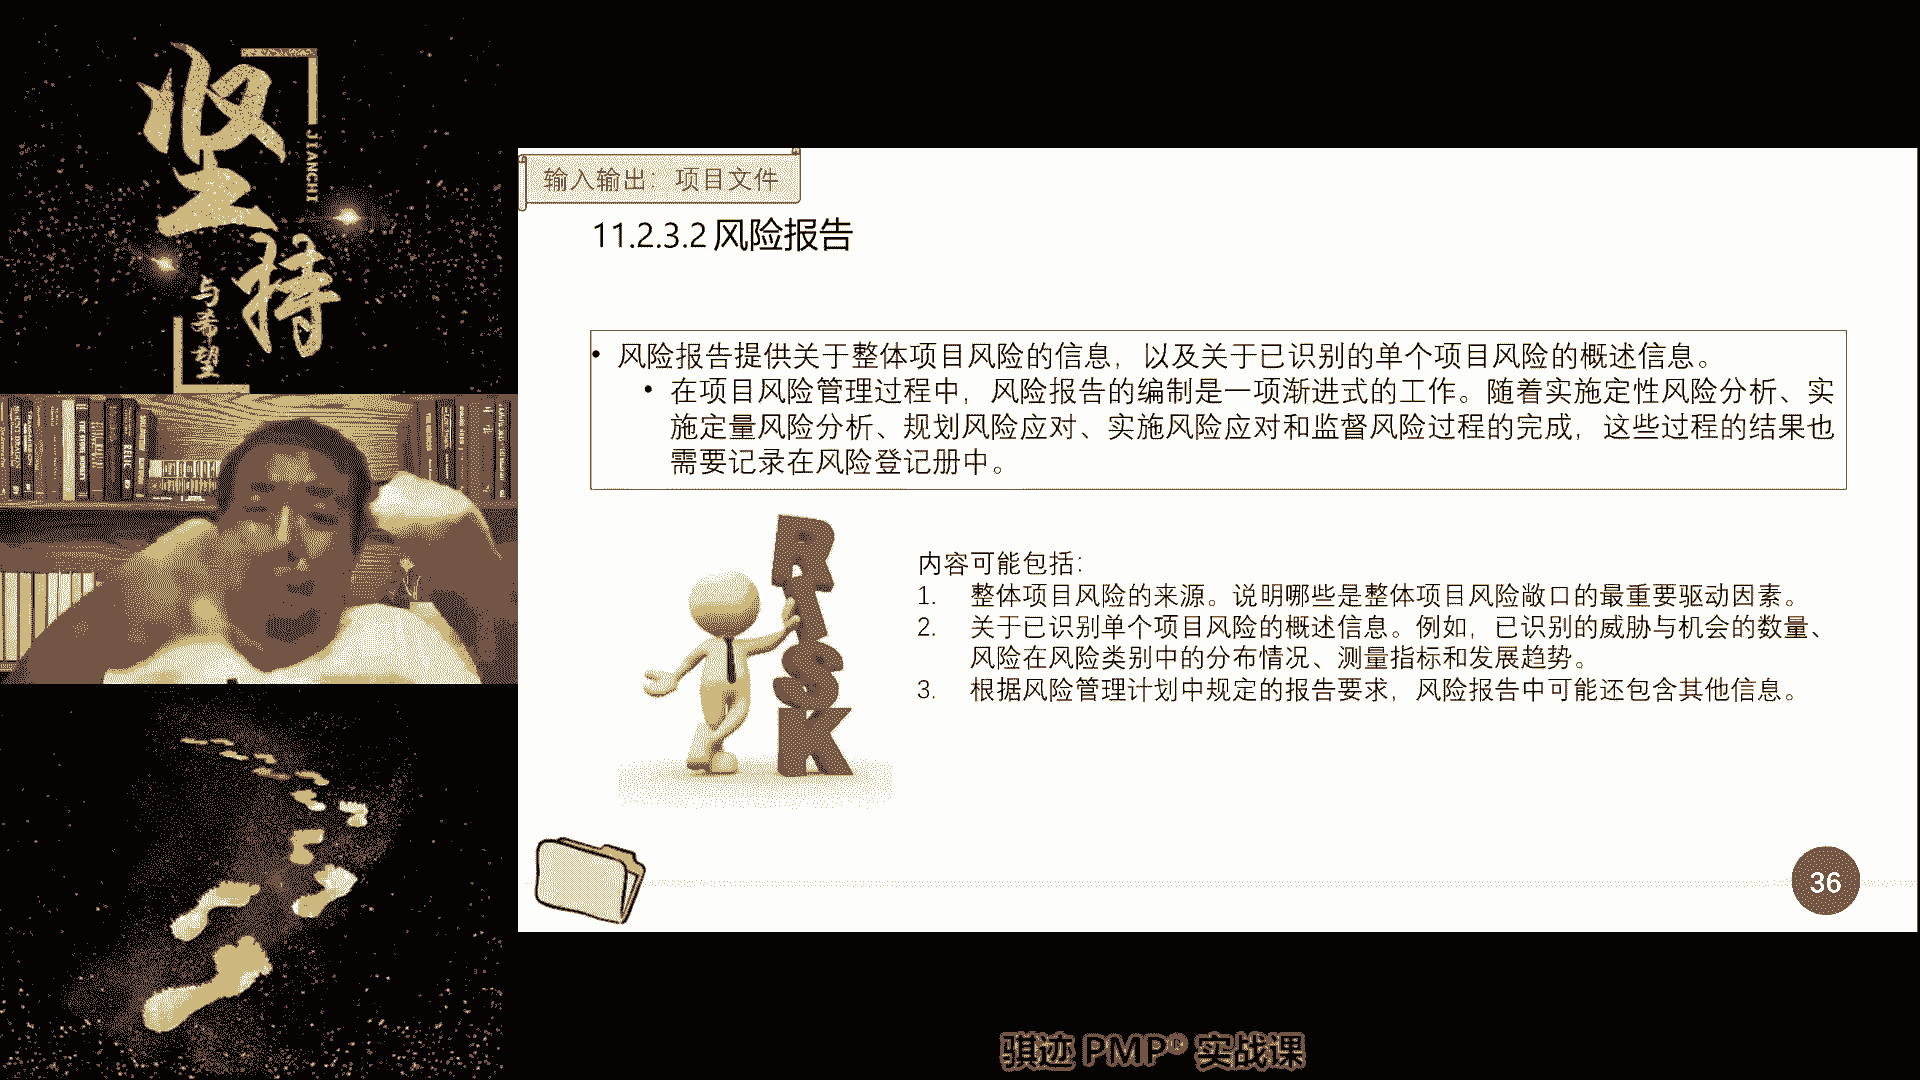 坚持
JIANCHI
与希望
输入输出：项目文件
11.2.3.2 风险报告
• 风险报告提供关于整体项目风险的信息，以及关于已识别的单个项目风险的概述信息。
• 在项目风险管理过程中，风险报告的编制是一项渐进式的工作。随着实施定性风险分析、实
施定量风险分析、规划风险应对、实施风险应对和监督风险过程的完成，这些过程的结果也
需要记录在风险登记册中。
RISK
内容可能包括：
1. 整体项目风险的来源。说明哪些是整体项目风险敞口的最重要驱动因素。
2. 关于已识别单个项目风险的概述信息。例如，已识别的威胁与机会的数量、
风险在风险类别中的分布情况、测量指标和发展趋势。
3. 根据风险管理计划中规定的报告要求，风险报告中可能还包含其他信息。
36
骐迹 PMP® 实战课